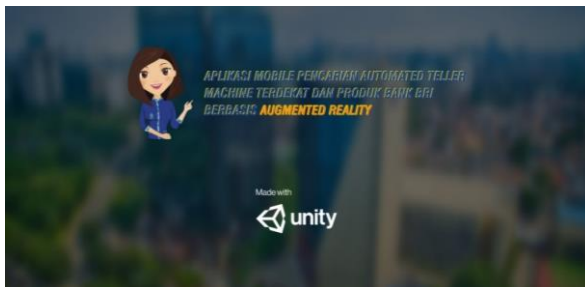 APLIKASI MOBILE PENCARIAN AUTOMATED TELLER
MACHINE TERDEKAT DAN PRODUK BANK BRI
BERBASIS AUGMENTED REALITY
Made with
unity